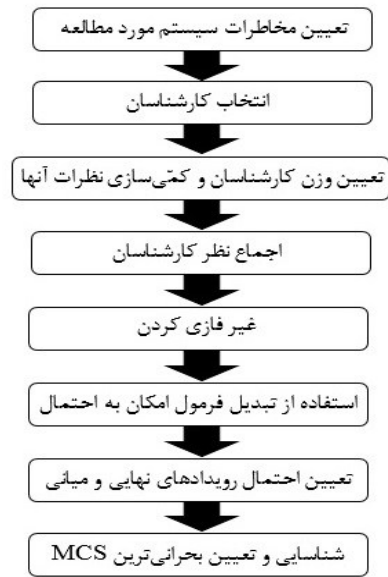 تعیین مخاطرات سیستم مورد مطالعه
انتخاب کارشناسان
تعیین وزن کارشناسان و کمّی‌سازی نظرات آنها
اجماع نظر کارشناسان
غیر فازی کردن
استفاده از تبدیل فرمول امکان به احتمال
تعیین احتمال رویدادهای نهایی و میانی
شناسایی و تعیین بحرانی‌ترین MCS